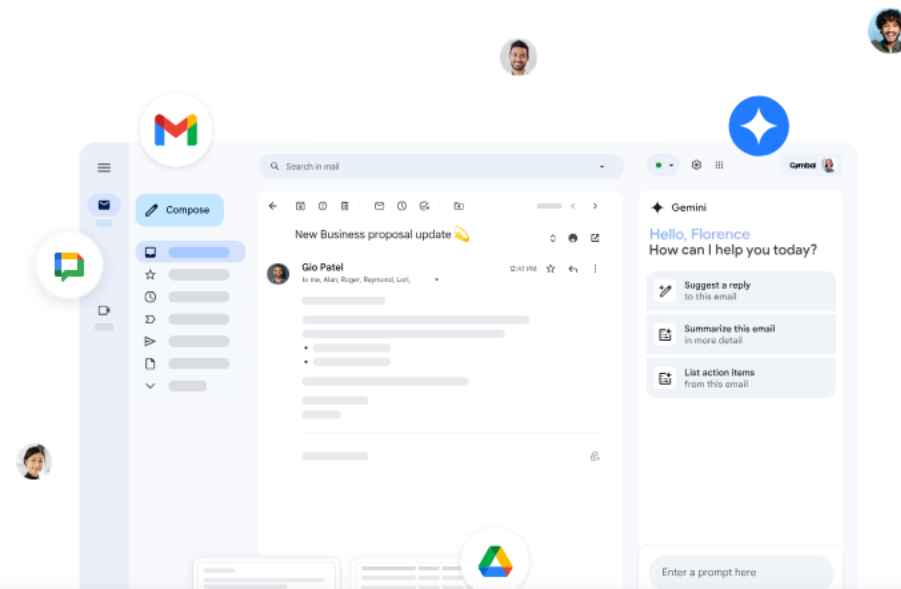 Search in mail
Cymbal
Compose
New Business proposal update 💫
Gio Patel
12:47 PM
to me, Alan, Roger, Raymond, Lori,
Gemini
Hello, Florence
How can I help you today?
Suggest a reply
to this email
Summarize this email
in more detail
List action items
from this email
Enter a prompt here